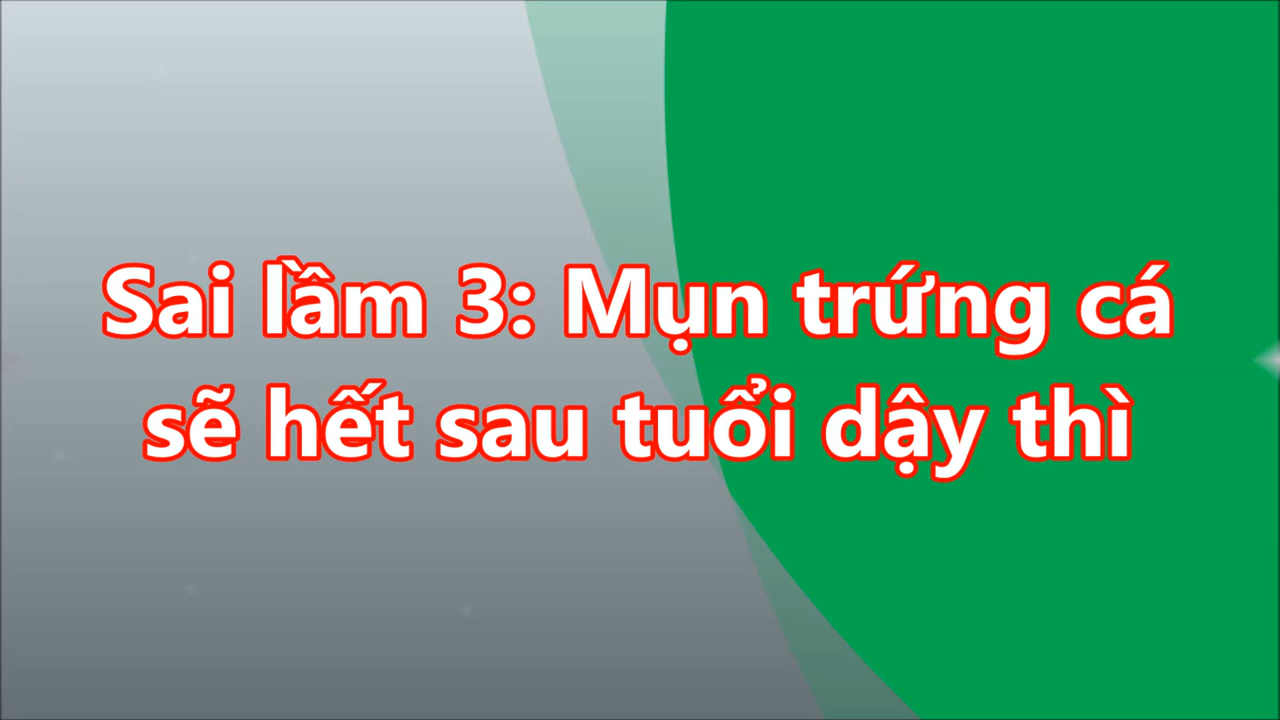 Sai lầm 3: Mụn trứng cá
sẽ hết sau tuổi dậy thì